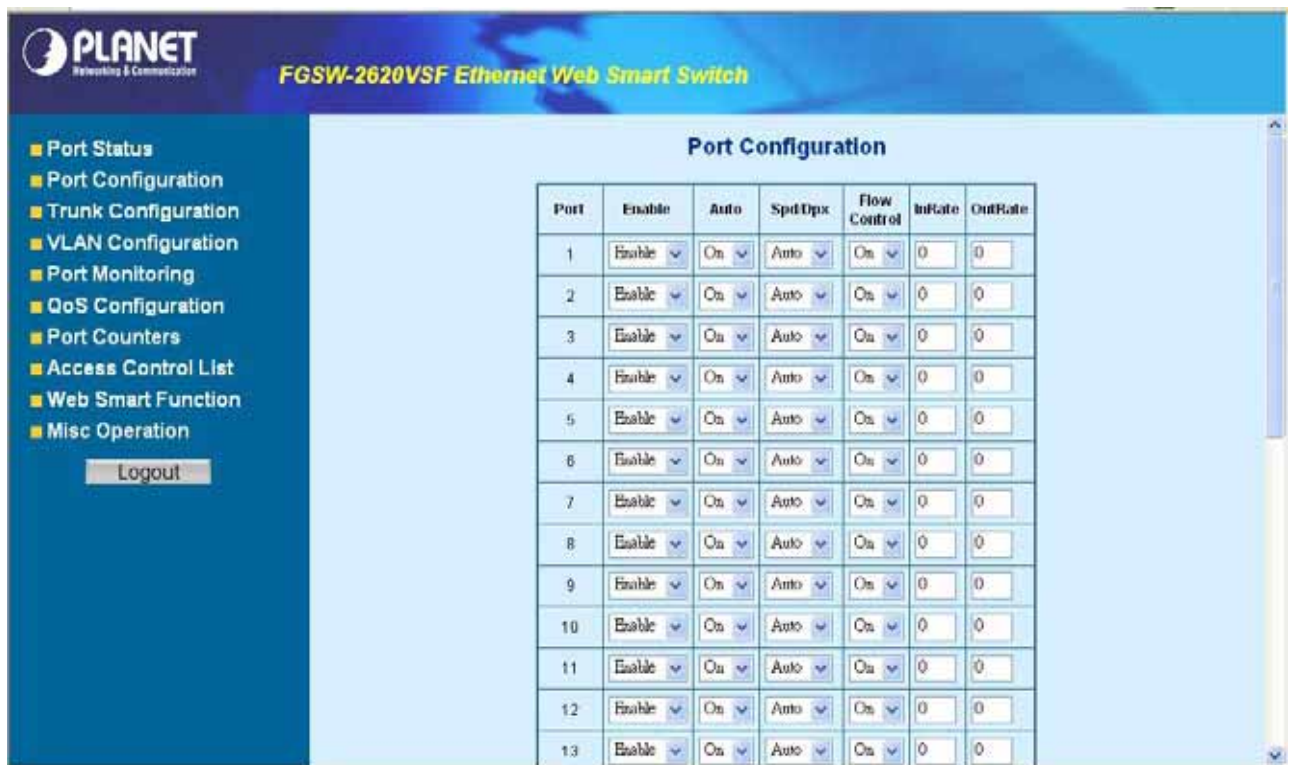 PLANET
Networking & Communication
FGSW-2620VSF Ethernet Web Smart Switch
Port Status
Port Configuration
Trunk Configuration
VLAN Configuration
Port Monitoring
QoS Configuration
Port Counters
Access Control List
Web Smart Function
Misc Operation
Logout
Port Configuration
Port Enable Auto Spd/Dpx Flow Control InRate OutRate
1 Enable On Auto On 0 0
2 Enable On Auto On 0 0
3 Enable On Auto On 0 0
4 Enable On Auto On 0 0
5 Enable On Auto On 0 0
6 Enable On Auto On 0 0
7 Enable On Auto On 0 0
8 Enable On Auto On 0 0
9 Enable On Auto On 0 0
10 Enable On Auto On 0 0
11 Enable On Auto On 0 0
12 Enable On Auto On 0 0
13 Enable On Auto On 0 0